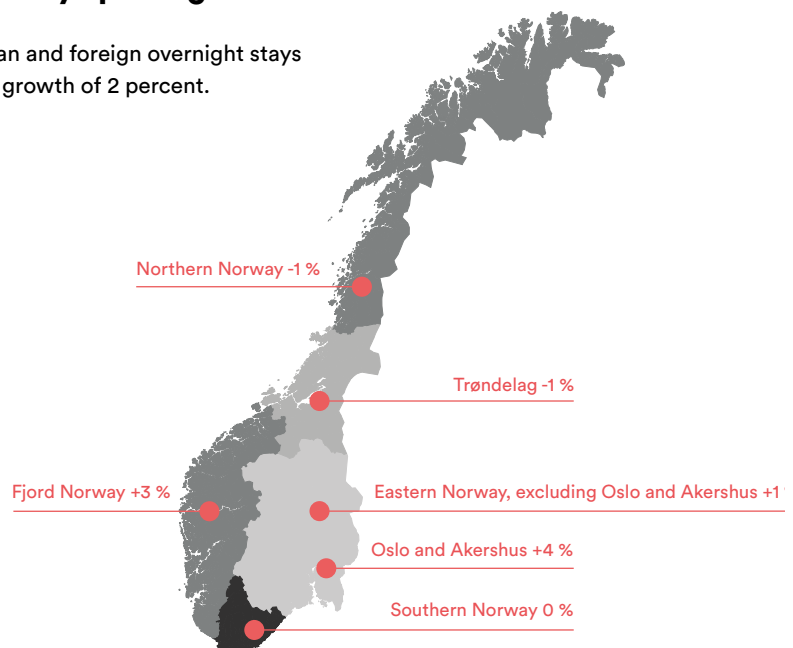 an and foreign overnight stays
growth of 2 percent.
Northern Norway -1 %
Trøndelag -1 %
Fjord Norway +3 %
Eastern Norway, excluding Oslo and Akershus +1
Oslo and Akershus +4 %
Southern Norway 0 %